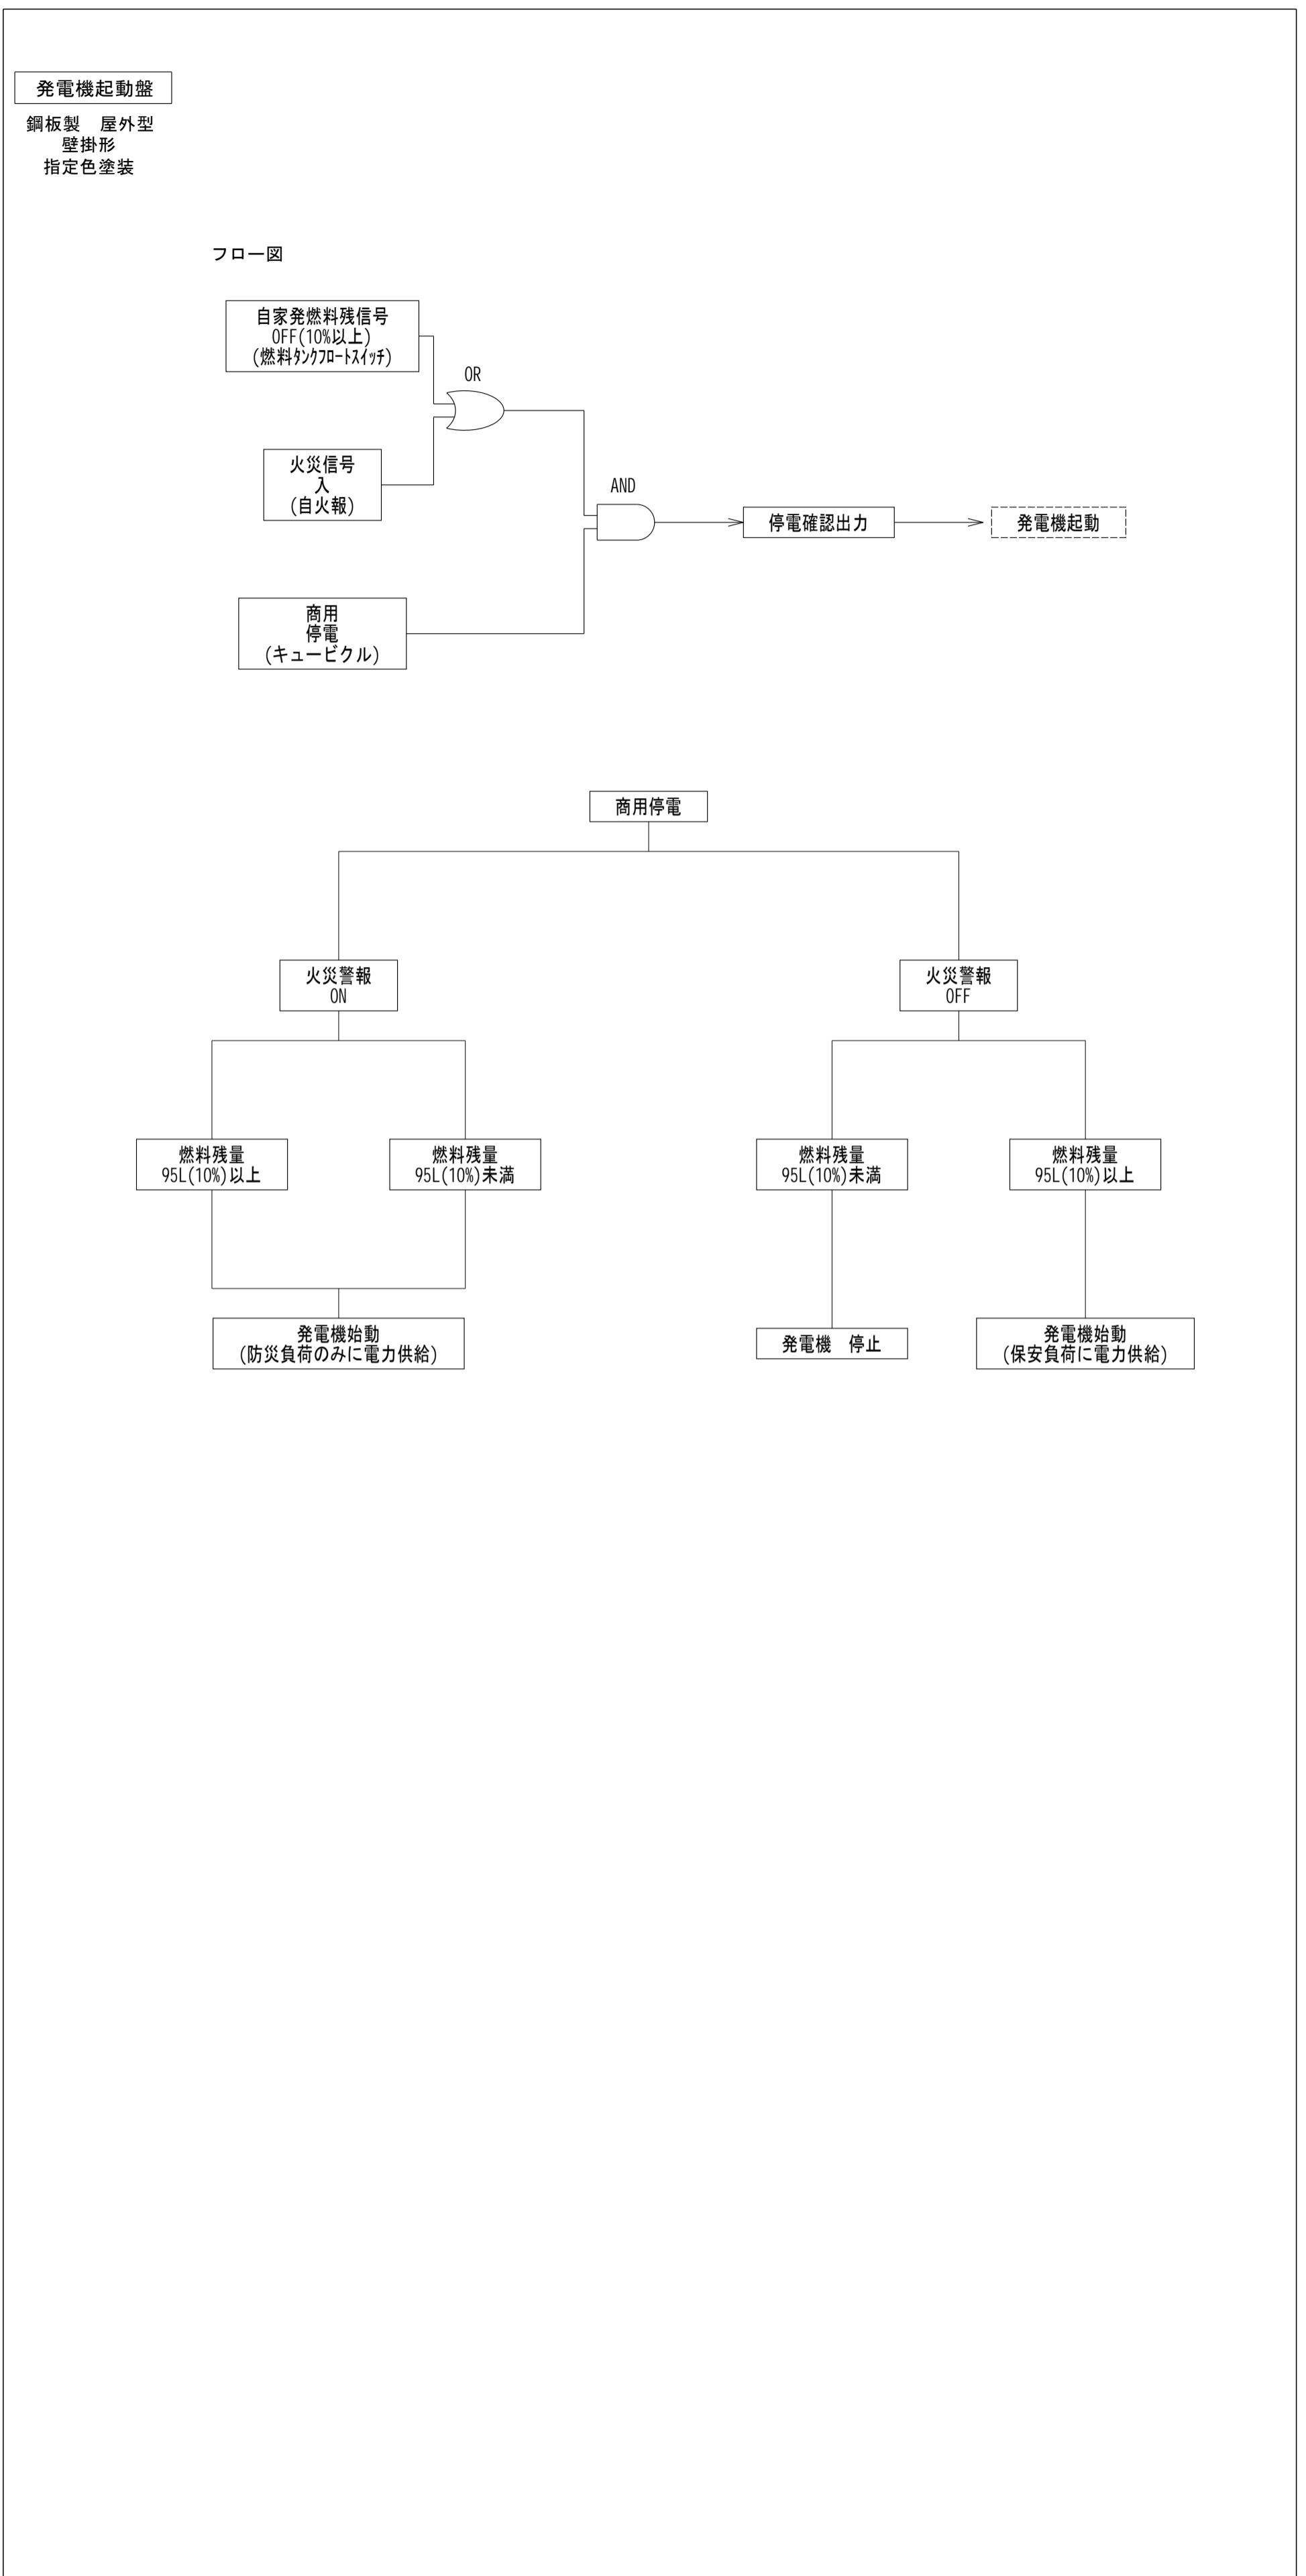 発電機起動盤
鋼板製　屋外型
壁掛形
指定色塗装
フロー図
自家発燃料残信号
OFF(10%以上)
(燃料ﾀﾝｸﾌﾛｰﾄｽｲｯﾁ)
OR
火災信号
入
(自火報)
AND
停電確認出力
発電機起動
商用
停電
(キュービクル)
商用停電
火災警報
ON
火災警報
OFF
燃料残量
95L(10%)以上
燃料残量
95L(10%)未満
燃料残量
95L(10%)未満
燃料残量
95L(10%)以上
発電機始動
(防災負荷のみに電力供給)
発電機　停止
発電機始動
(保安負荷に電力供給)